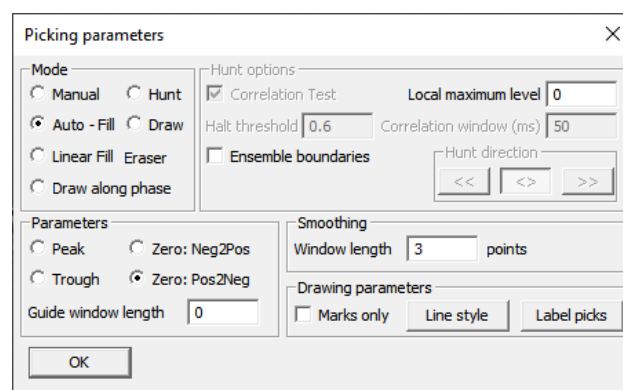 Picking parameters
Mode
Manual Hunt
Auto - Fill Draw
Linear Fill Eraser
Draw along phase
Hunt options
Correlation Test Local maximum level 0
Halt threshold 0.6 Correlation window (ms) 50
Ensemble boundaries
Hunt direction
<< <> >>
Parameters
Peak Zero: Neg2Pos
Trough Zero: Pos2Neg
Guide window length 0
Smoothing
Window length 3 points
Drawing parameters
Marks only Line style Label picks
OK